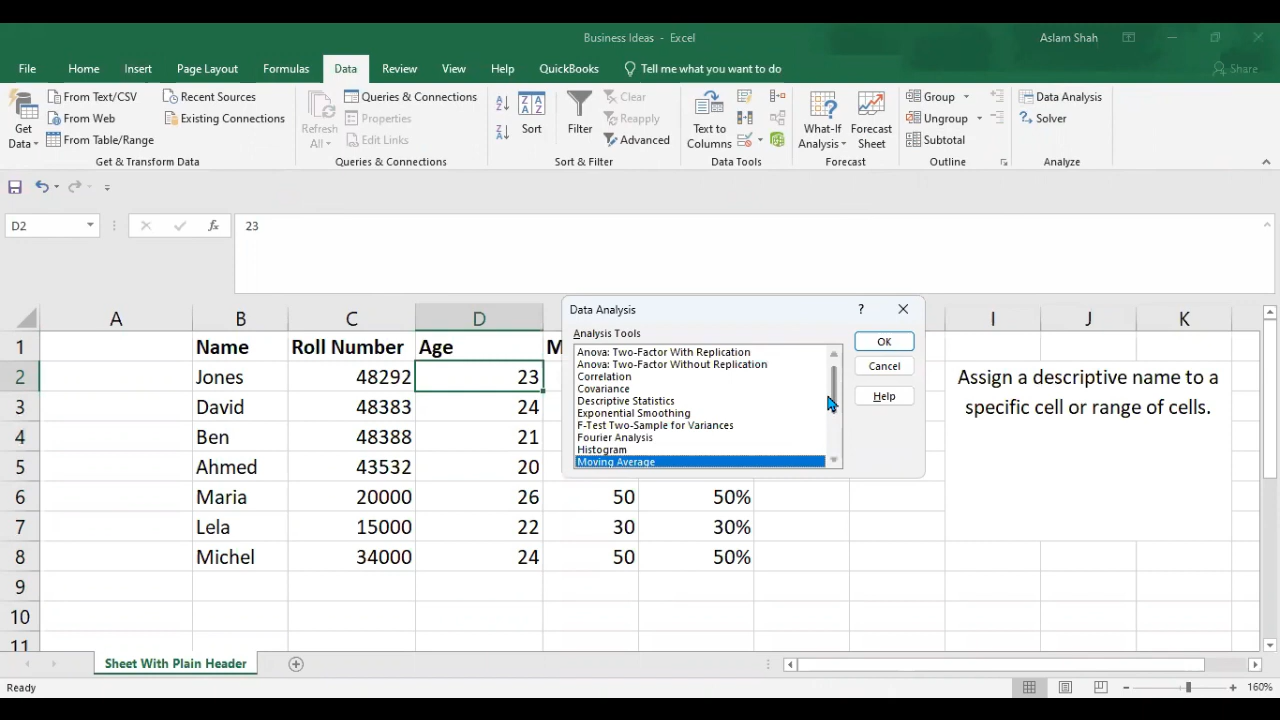 Business Ideas - Excel
Aslam Shah
File Home Insert Page Layout Formulas Data Review View Help QuickBooks Tell me what you want to do Share
Get Data
From Text/CSV
From Web
From Table/Range
Recent Sources
Existing Connections
Get & Transform Data
Refresh All
Queries & Connections
Properties
Edit Links
Queries & Connections
Sort
Filter
Clear
Reapply
Advanced
Sort & Filter
Text to Columns
Data Tools
What-If Analysis
Forecast Sheet
Forecast
Group
Ungroup
Subtotal
Outline
Data Analysis
Solver
Analyze
D2 fx 23
A B C D I J K
1 Name Roll Number Age M
2 Jones 48292 23
3 David 48383 24
4 Ben 48388 21
5 Ahmed 43532 20
6 Maria 20000 26 50 50%
7 Lela 15000 22 30 30%
8 Michel 34000 24 50 50%
9
10
11
Assign a descriptive name to a
specific cell or range of cells.
Data Analysis ?
Analysis Tools
Anova: Two-Factor With Replication
Anova: Two-Factor Without Replication
Correlation
Covariance
Descriptive Statistics
Exponential Smoothing
F-Test Two-Sample for Variances
Fourier Analysis
Histogram
Moving Average
OK
Cancel
Help
Sheet With Plain Header
Ready
160%